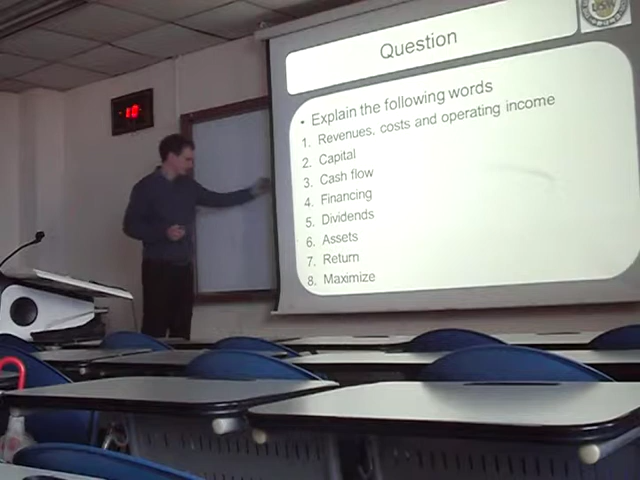 Question
• Explain the following words
1. Revenues, costs and operating income
2. Capital
3. Cash flow
4. Financing
5. Dividends
6. Assets
7. Return
8. Maximize